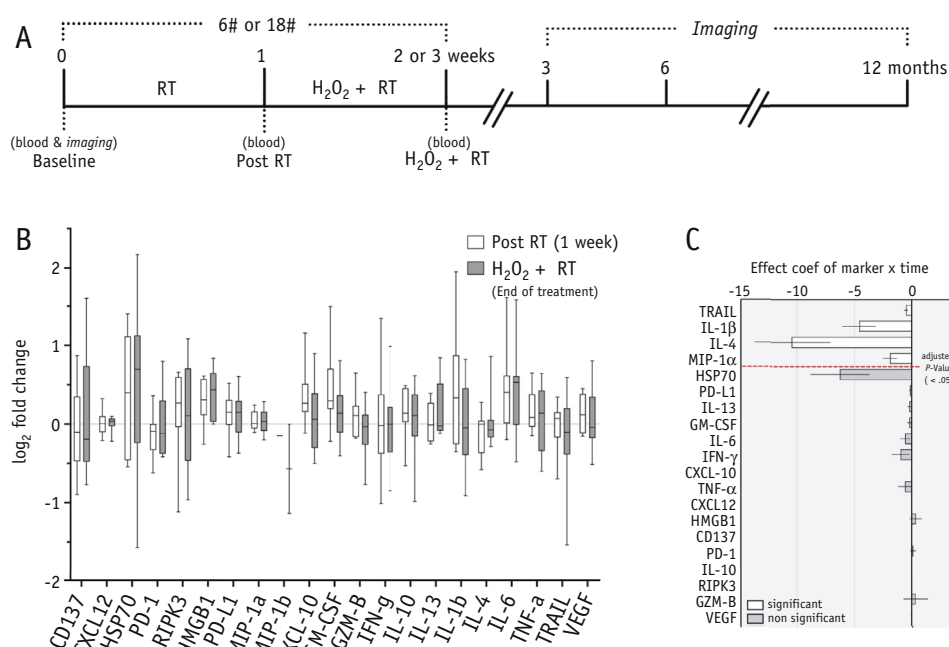 A
6# or 18#
Imaging
0
1
2 or 3 weeks
3
6
12 months
RT
H₂O₂ + RT
(blood & imaging)
Baseline
(blood)
Post RT
(blood)
H₂O₂ + RT
B
Post RT (1 week)
H₂O₂ + RT
(End of treatment)
log₂ fold change
2
1
0
-1
-2
CD137
CXCL12
HSP70
PD-1
RIPK3
HMGB1
PD-L1
MIP-1a
MIP-1b
XCL-10
M-CSF
GZM-B
IFN-g
IL-10
IL-13
IL-1b
IL-4
IL-6
TNF-a
TRAIL
VEGF
C
Effect coef of marker x time
-15
-10
-5
0
TRAIL
IL-1β
IL-4
MIP-1α
adjuste
HSP70
P-Valu
( < .05
PD-L1
IL-13
GM-CSF
IL-6
IFN-γ
CXCL-10
TNF-α
CXCL12
HMGB1
CD137
PD-1
IL-10
RIPK3
GZM-B
VEGF
significant
non significant